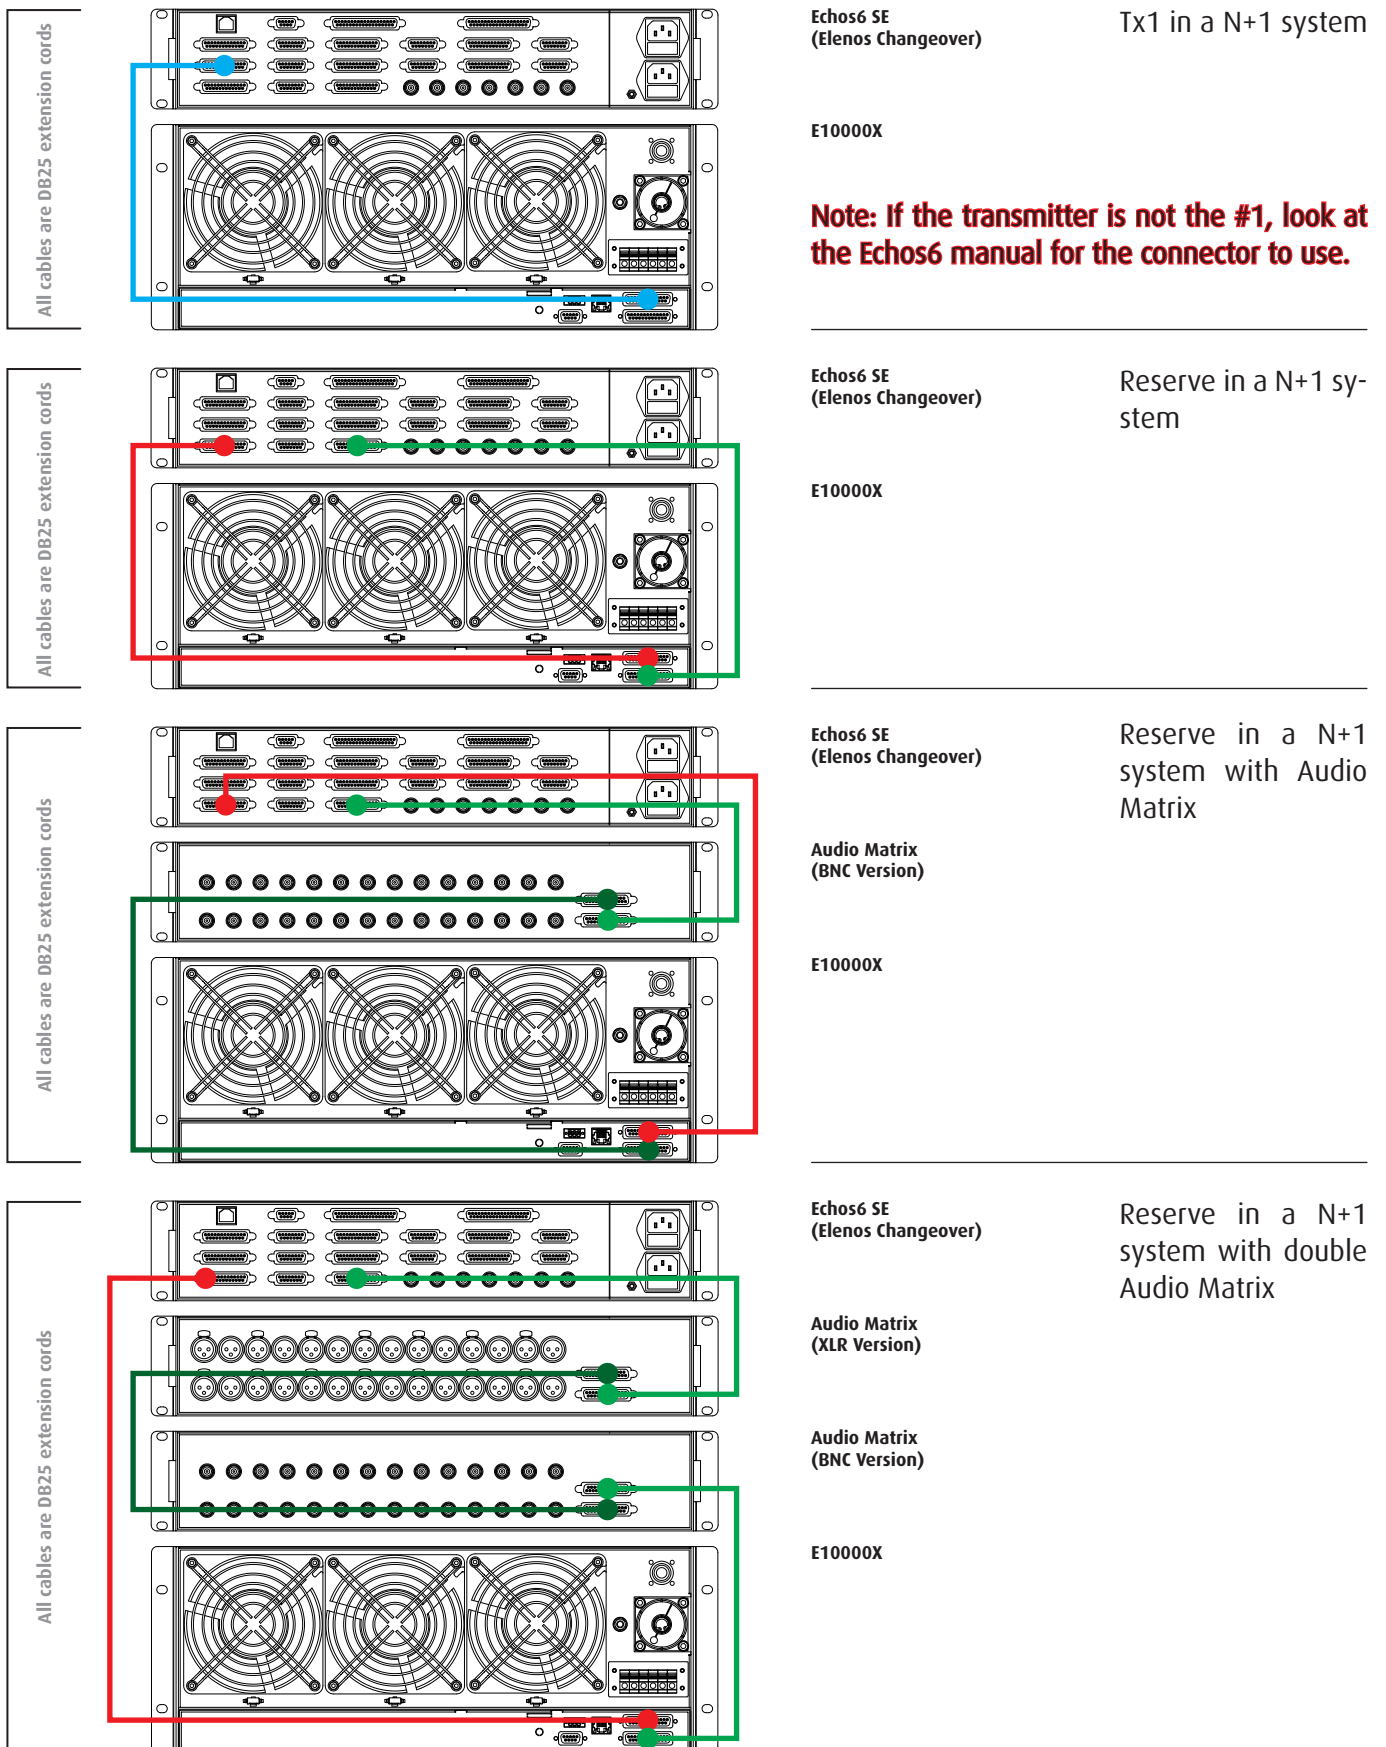 All cables are DB25 extension cords
Echos6 SE
(Elenos Changeover)
Tx1 in a N+1 system
E10000X
Note: If the transmitter is not the #1, look at
the Echos6 manual for the connector to use.
All cables are DB25 extension cords
Echos6 SE
(Elenos Changeover)
Reserve in a N+1 sy-
stem
E10000X
All cables are DB25 extension cords
Echos6 SE
(Elenos Changeover)
Reserve in a N+1
system with Audio
Matrix
Audio Matrix
(BNC Version)
E10000X
All cables are DB25 extension cords
Echos6 SE
(Elenos Changeover)
Reserve in a N+1
system with double
Audio Matrix
Audio Matrix
(XLR Version)
Audio Matrix
(BNC Version)
E10000X